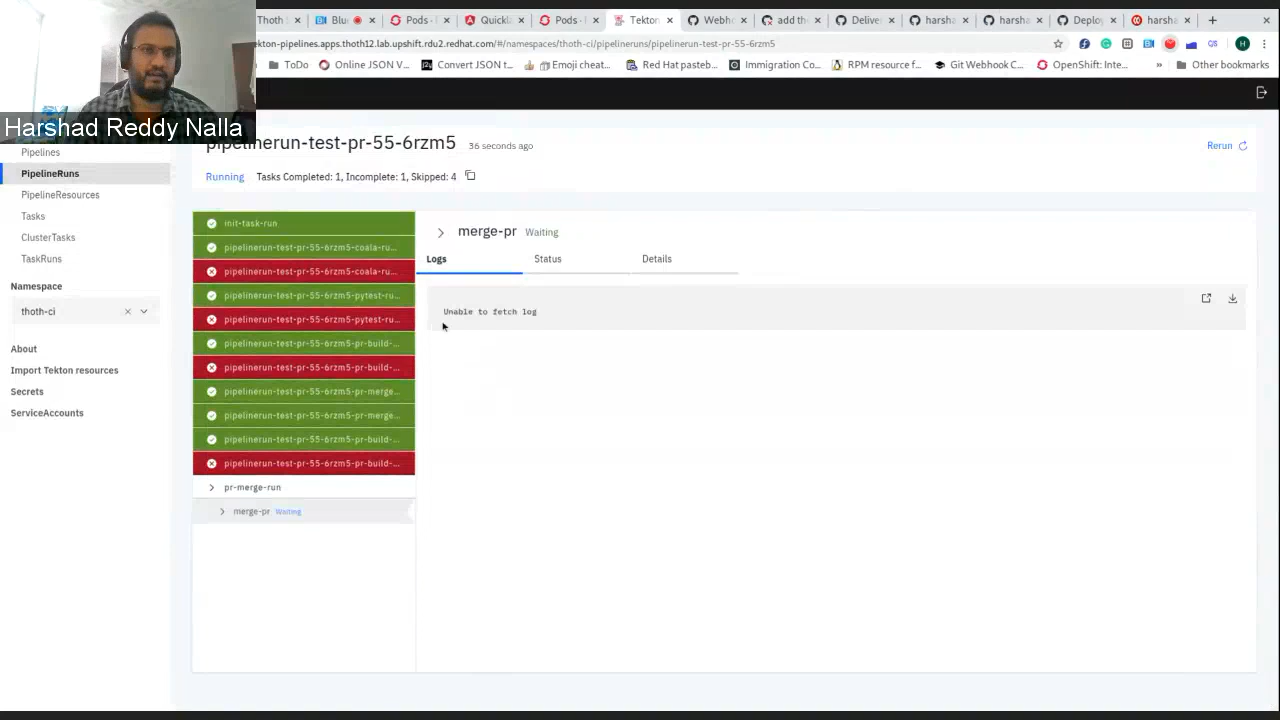 Thoth S
Blu
Pods -
Quickla
Pods -
Tekton
Webho
add the
Deliver
harsha
harsha
Deploy
harsha
ekton-pipelines.apps.thoth12.lab.upshift.rdu2.redhat.com/#/namespaces/thoth-ci/pipelineruns/pipelinerun-test-pr-55-6rzm5
ToDo
Online JSON V...
Convert JSON t...
Emoji cheat...
Red Hat pasteb...
Immigration Co...
RPM resource f...
Git Webhook C...
OpenShift: Inte...
»
Other bookmarks
Harshad Reddy Nalla
pipelinerun-test-pr-55-6rzm5 36 seconds ago
Rerun
Running Tasks Completed: 1, Incomplete: 1, Skipped: 4
Pipelines
PipelineRuns
PipelineResources
Tasks
ClusterTasks
TaskRuns
Namespace
thoth-ci
About
Import Tekton resources
Secrets
ServiceAccounts
init-task-run
pipelinerun-test-pr-55-6rzm5-coala-ru...
pipelinerun-test-pr-55-6rzm5-coala-ru...
pipelinerun-test-pr-55-6rzm5-pytest-ru...
pipelinerun-test-pr-55-6rzm5-pytest-ru...
pipelinerun-test-pr-55-6rzm5-pr-build-...
pipelinerun-test-pr-55-6rzm5-pr-build-...
pipelinerun-test-pr-55-6rzm5-pr-merge...
pipelinerun-test-pr-55-6rzm5-pr-merge...
pipelinerun-test-pr-55-6rzm5-pr-build-...
pipelinerun-test-pr-55-6rzm5-pr-build-...
pr-merge-run
merge-pr Waiting
merge-pr Waiting
Logs
Status
Details
Unable to fetch log